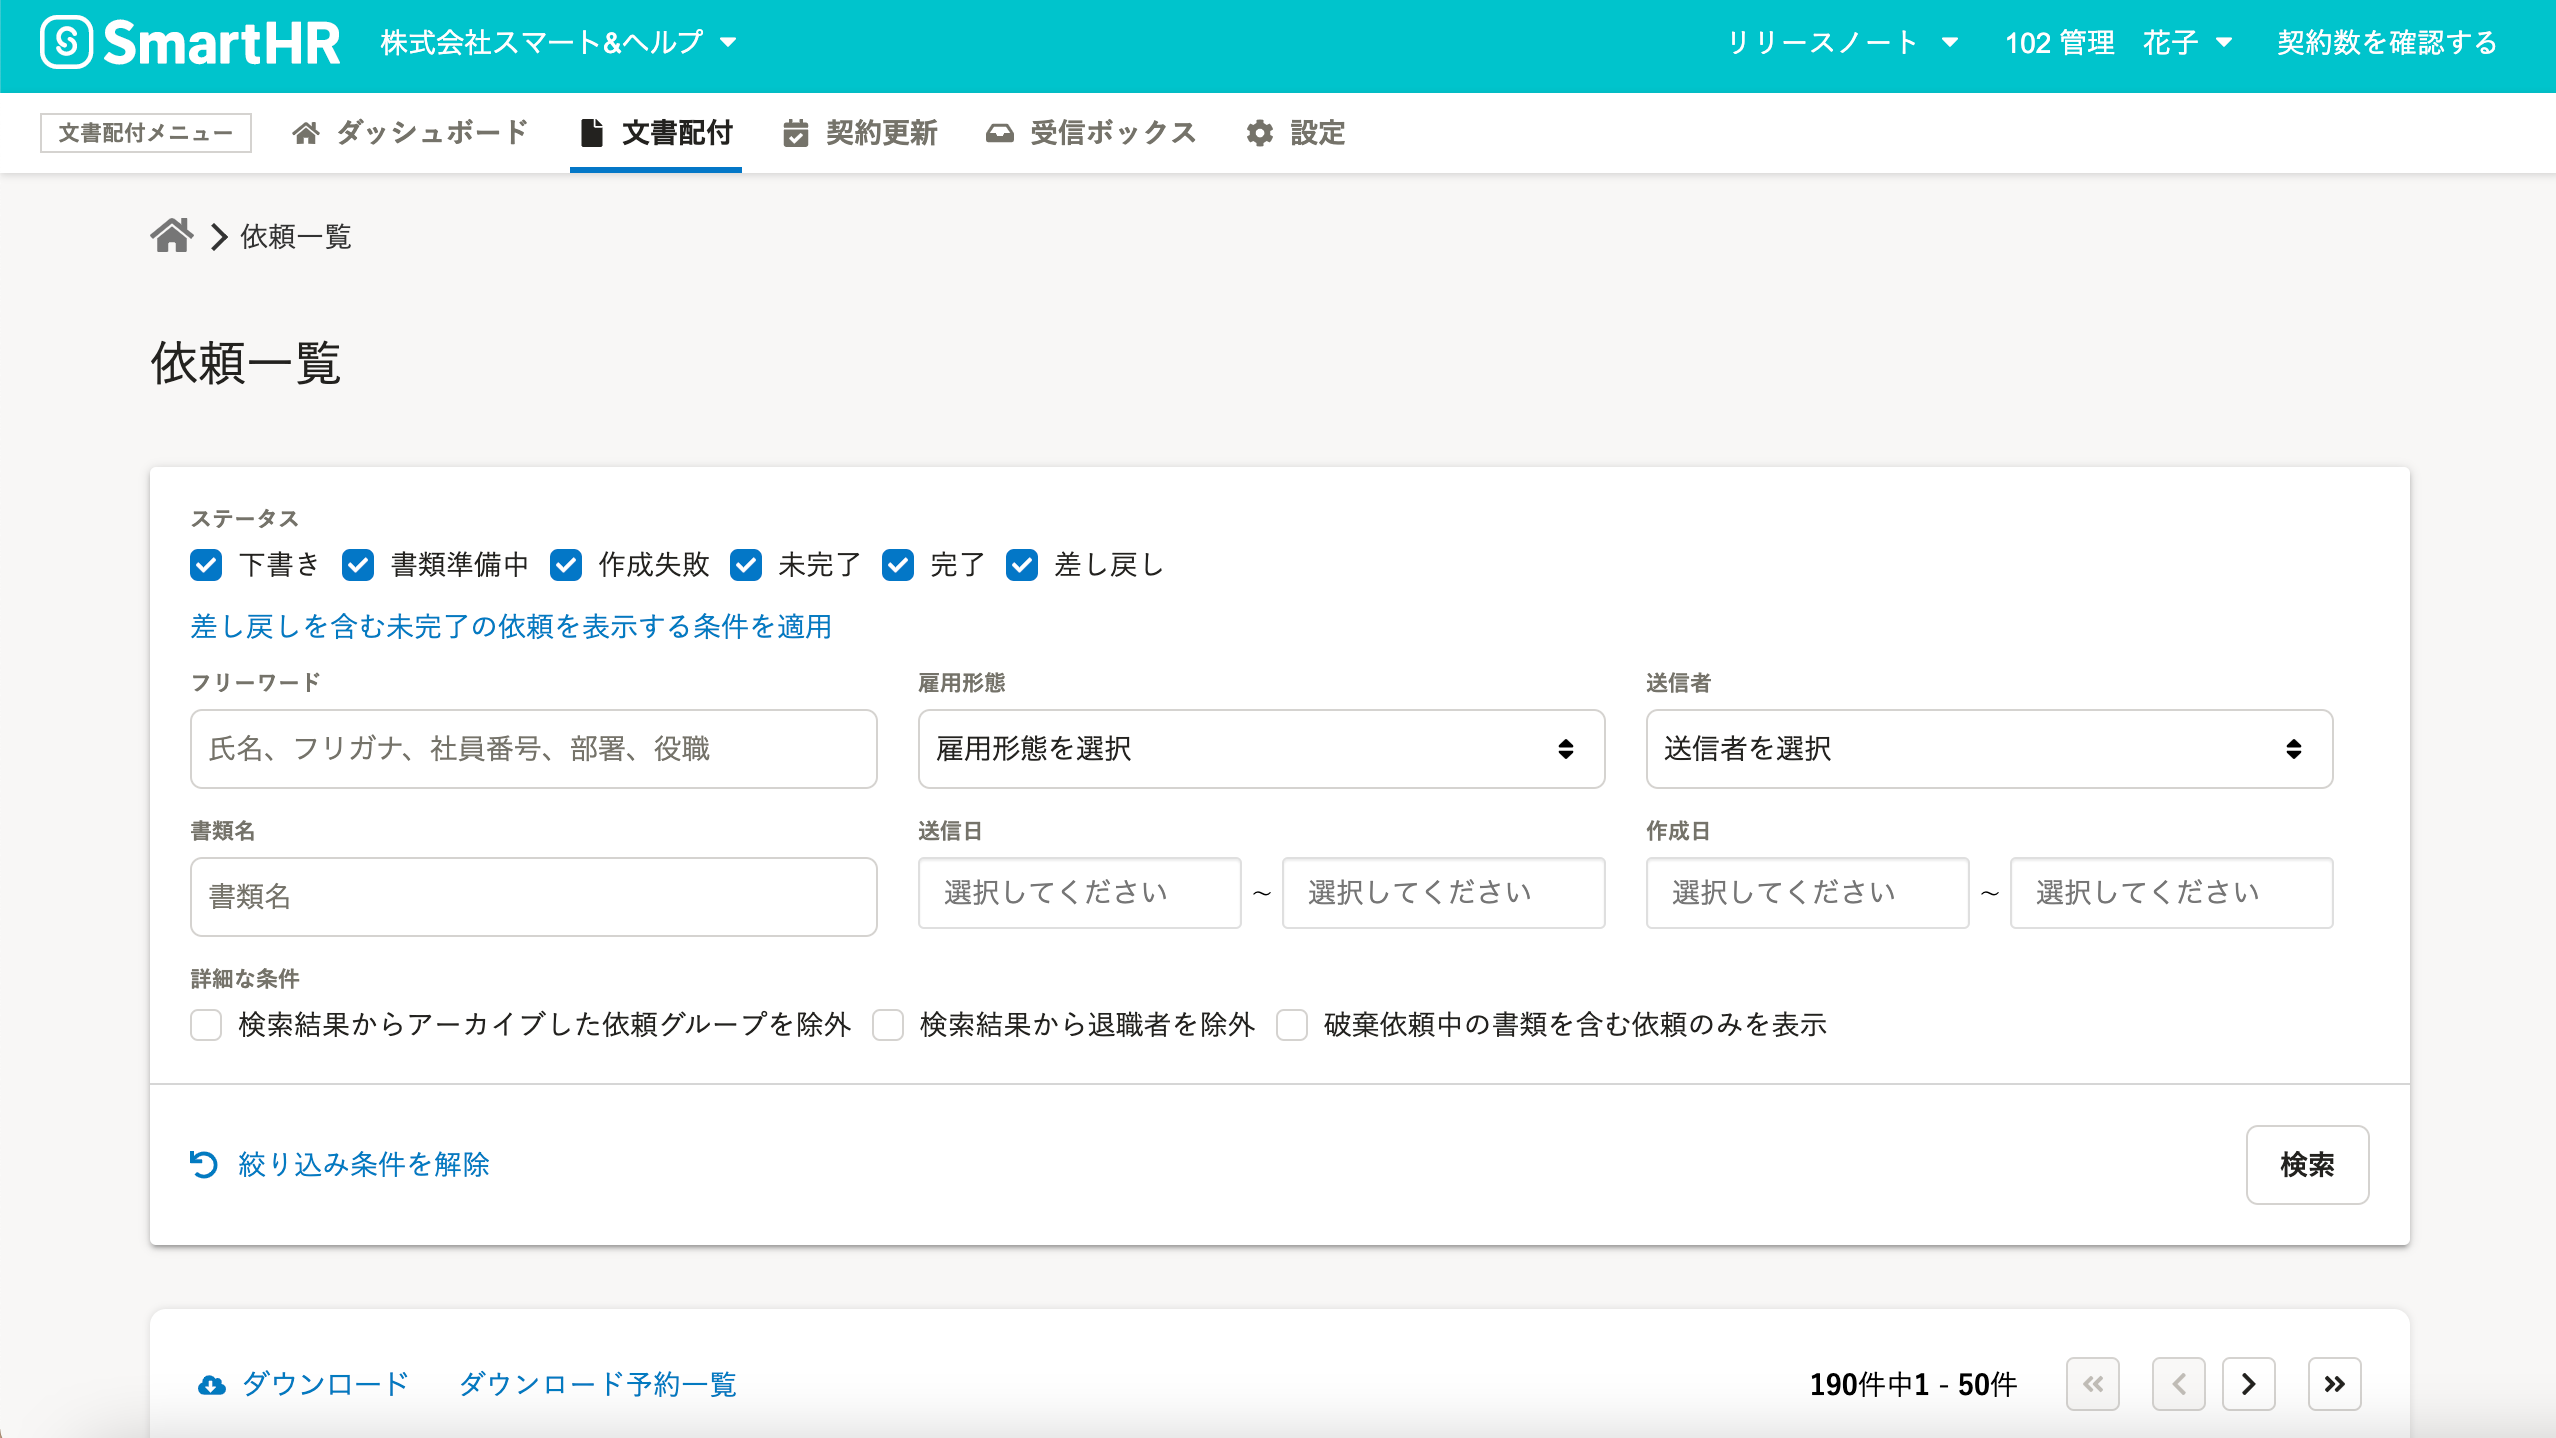 SmartHR 株式会社スマート&ヘルプ リリースノート 102 管理 花子 契約数を確認する
文書配付メニュー ダッシュボード 文書配付 契約更新 受信ボックス 設定
依頼一覧
依頼一覧
ステータス
下書き 書類準備中 作成失敗 未完了 完了 差し戻し
差し戻しを含む未完了の依頼を表示する条件を適用
フリーワード 雇用形態 送信者
氏名、フリガナ、社員番号、部署、役職 雇用形態を選択 送信者を選択
書類名 送信日 作成日
書類名 選択してください ~ 選択してください 選択してください ~ 選択してください
詳細な条件
検索結果からアーカイブした依頼グループを除外 検索結果から退職者を除外 破棄依頼中の書類を含む依頼のみを表示
絞り込み条件を解除 検索
ダウンロード ダウンロード予約一覧 190件中1 - 50件